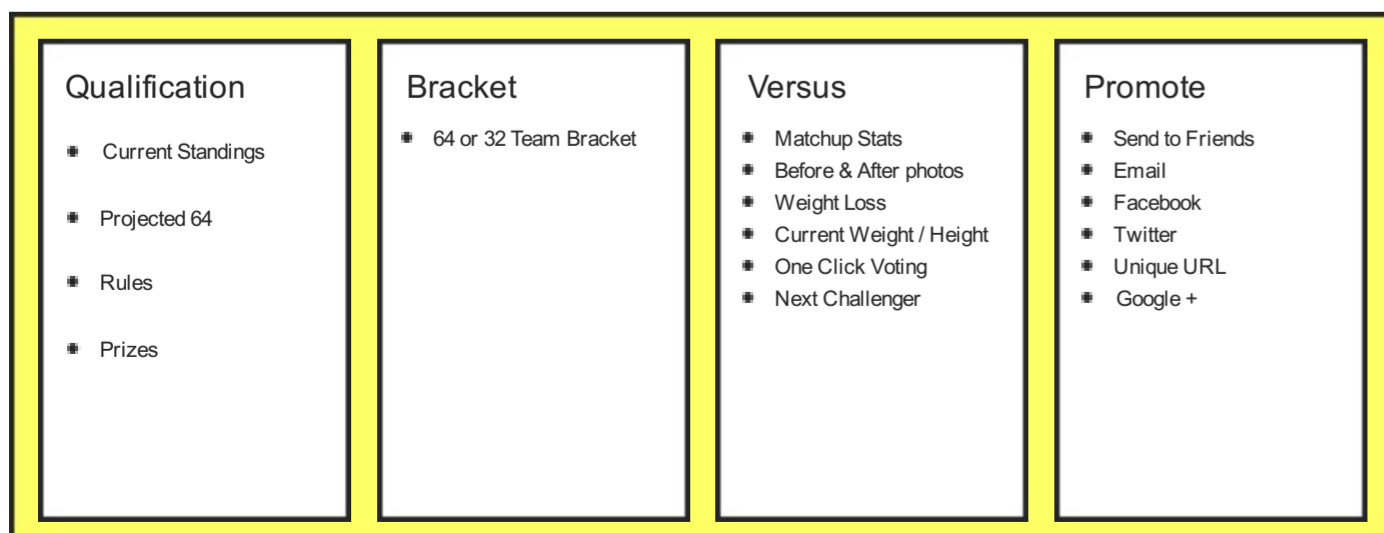 Qualification
Current Standings
Projected 64
Rules
Prizes
Bracket
64 or 32 Team Bracket
Versus
Matchup Stats
Before & After photos
Weight Loss
Current Weight / Height
One Click Voting
Next Challenger
Promote
Send to Friends
Email
Facebook
Twitter
Unique URL
Google +